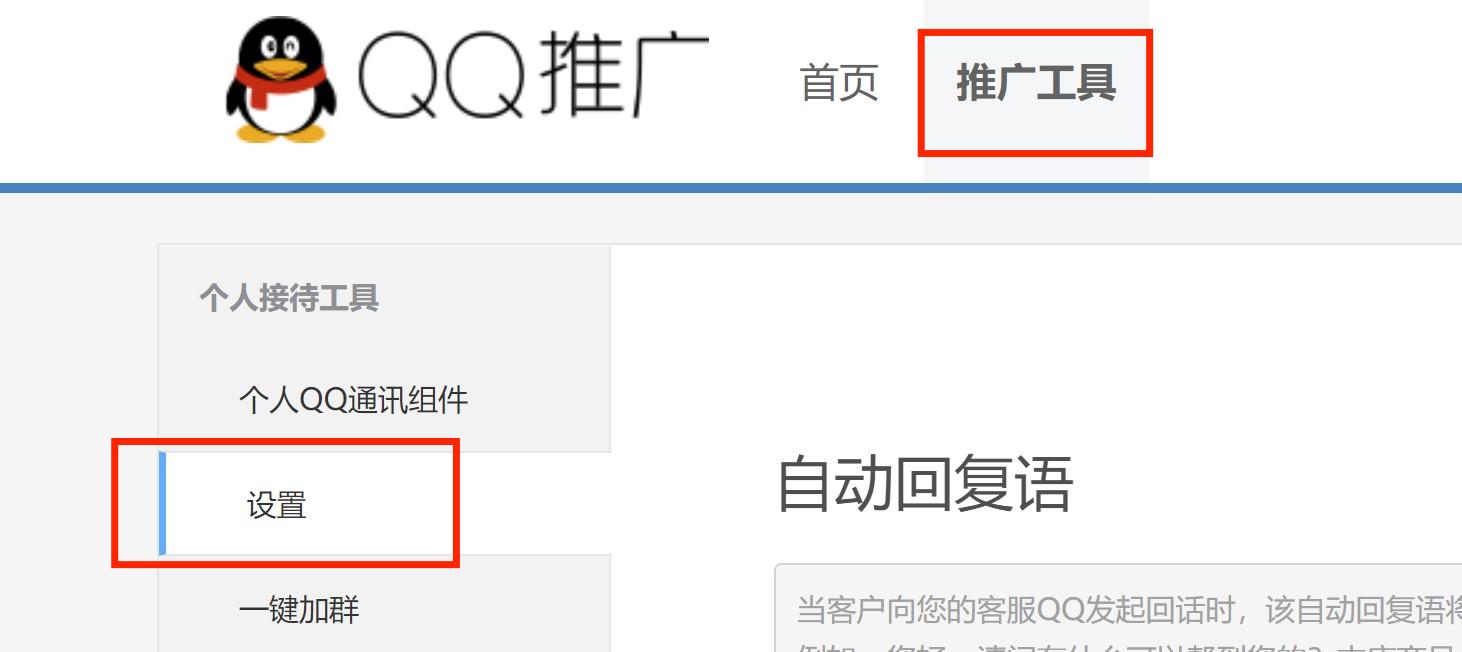 QQ推广
首页 推广工具
个人接待工具
个人QQ通讯组件
设置
一键加群
自动回复语
当客户向您的客服QQ发起回话时，该自动回复语将